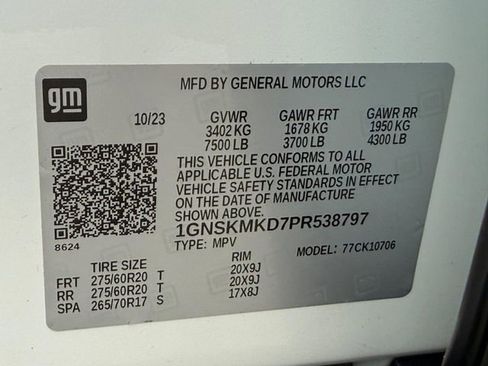 gm
MFD BY GENERAL MOTORS LLC
10/23 GVWR GAWR FRT GAWR RR
3402 KG 1678 KG 1950 KG
7500 LB 3700 LB 4300 LB
THIS VEHICLE CONFORMS TO ALL
APPLICABLE U.S. FEDERAL MOTOR
VEHICLE SAFETY STANDARDS IN EFFECT
ON THE DATE OF MANUFACTURE
SHOWN ABOVE.
1GNSKMKD7PR538797
8624
TYPE: MPV MODEL: 77CK10706
TIRE SIZE RIM
FRT 275/60R20 T 20X9J
RR 275/60R20 T 20X9J
SPA 265/70R17 S 17X8J